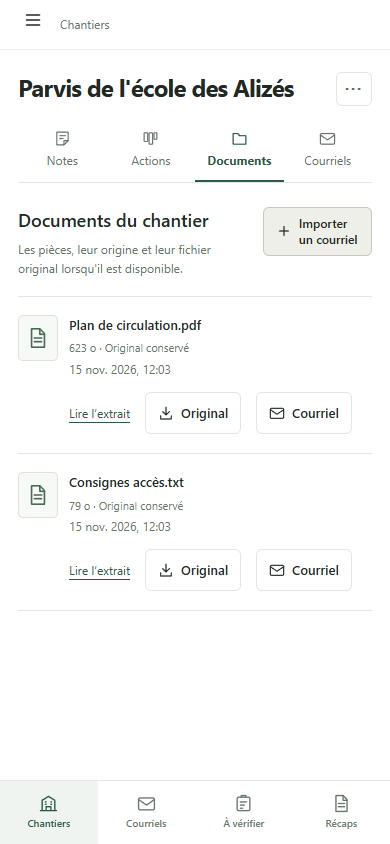 Chantiers
Parvis de l'école des Alizés
...
Notes
Actions
Documents
Courriels
Documents du chantier
Importer
un courriel
Les pièces, leur origine et leur fichier
original lorsqu'il est disponible.
Plan de circulation.pdf
623 o · Original conservé
15 nov. 2026, 12:03
Lire l'extrait
Original
Courriel
Consignes accès.txt
79 o · Original conservé
15 nov. 2026, 12:03
Lire l'extrait
Original
Courriel
Chantiers
Courriels
À vérifier
Récaps